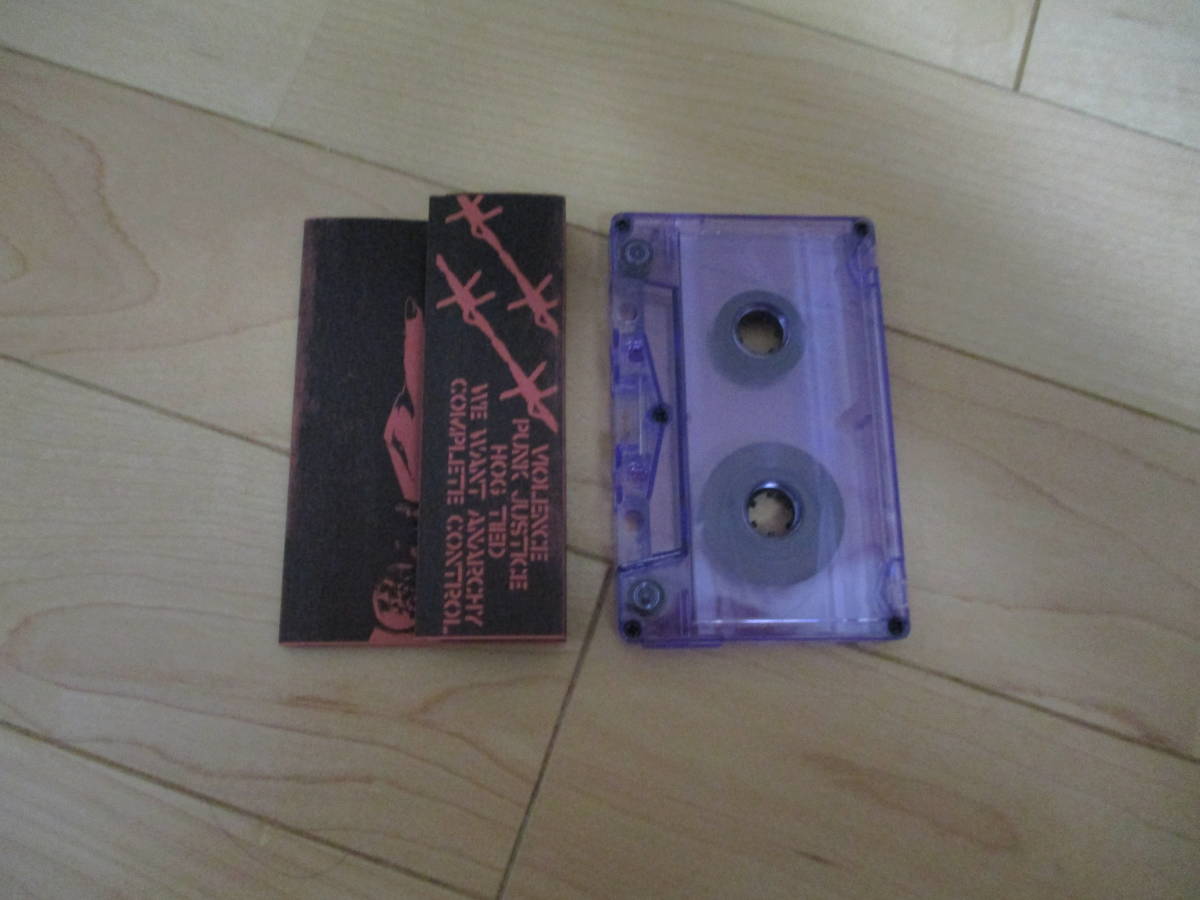 VIOLENCE
PUNK JUSTICE
HOG TIED
WE WANT ANARCHY
COMPLETE CONTROL